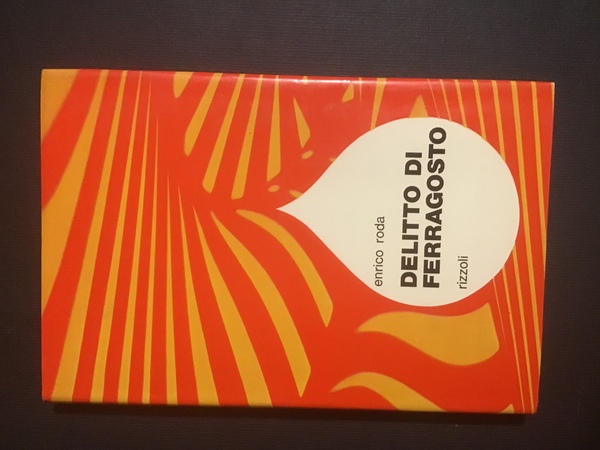 enrico roda
DELITTO DI
FERRAGOSTO
rizzoli